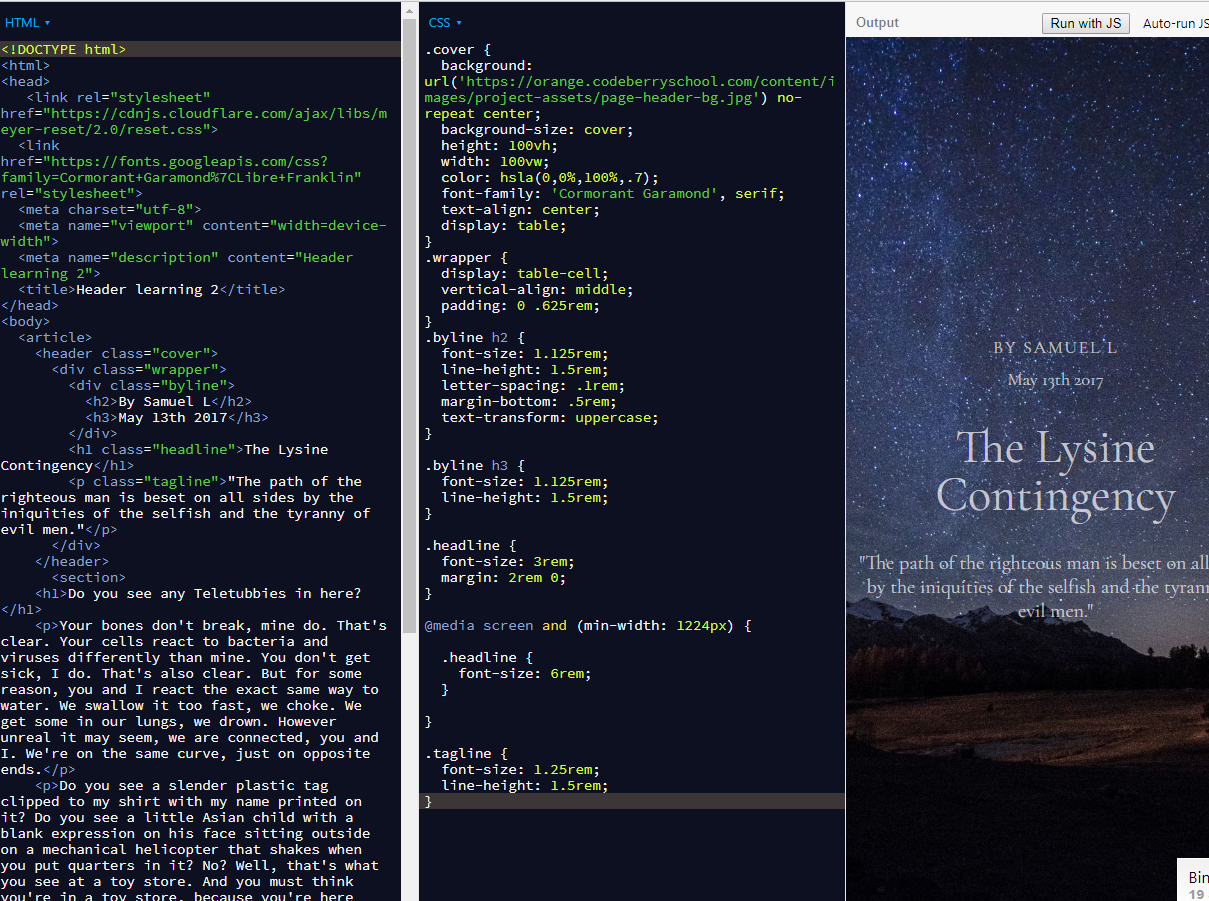 HTML ▾
<!DOCTYPE html>
<html>
<head>
<link rel="stylesheet"
href="https://cdnjs.cloudflare.com/ajax/libs/m
eyer-reset/2.0/reset.css">
<link
href="https://fonts.googleapis.com/css?
family=Cormorant+Garamond%7CLibre+Franklin"
rel="stylesheet">
<meta charset="utf-8">
<meta name="viewport" content="width=device-
width">
<meta name="description" content="Header
learning 2">
<title>Header learning 2</title>
</head>
<body>
<article>
<header class="cover">
<div class="wrapper">
<div class="byline">
<h2>By Samuel L</h2>
<h3>May 13th 2017</h3>
</div>
<h1 class="headline">The Lysine
Contingency</h1>
<p class="tagline">"The path of the
righteous man is beset on all sides by the
iniquities of the selfish and the tyranny of
evil men."</p>
</div>
</header>
<section>
<h1>Do you see any Teletubbies in here?
</h1>
<p>Your bones don't break, mine do. That's
clear. Your cells react to bacteria and
viruses differently than mine. You don't get
sick, I do. That's also clear. But for some
reason, you and I react the exact same way to
water. We swallow it too fast, we choke. We
get some in our lungs, we drown. However
unreal it may seem, we are connected, you and
I. We're on the same curve, just on opposite
ends.</p>
<p>Do you see a slender plastic tag
clipped to my shirt with my name printed on
it? Do you see a little Asian child with a
blank expression on his face sitting outside
on a mechanical helicopter that shakes when
you put quarters in it? No? Well, that's what
you see at a toy store. And you must think
you're in a toy store, because you're here
CSS ▾
.cover {
background:
url('https://orange.codeberryschool.com/content/i
mages/project-assets/page-header-bg.jpg') no-
repeat center;
background-size: cover;
height: 100vh;
width: 100vw;
color: hsla(0,0%,100%,.7);
font-family: 'Cormorant Garamond', serif;
text-align: center;
display: table;
}
.wrapper {
display: table-cell;
vertical-align: middle;
padding: 0 .625rem;
}
.byline h2 {
font-size: 1.125rem;
line-height: 1.5rem;
letter-spacing: .1rem;
margin-bottom: .5rem;
text-transform: uppercase;
}
.byline h3 {
font-size: 1.125rem;
line-height: 1.5rem;
}
.headline {
font-size: 3rem;
margin: 2rem 0;
}
@media screen and (min-width: 1224px) {
.headline {
font-size: 6rem;
}
}
.tagline {
font-size: 1.25rem;
line-height: 1.5rem;
}
Output
Run with JS
Auto-run JS
BY SAMUEL L
May 13th 2017
The Lysine
Contingency
"The path of the righteous man is beset on all
by the iniquities of the selfish and the tyrann
evil men."
Bin
19